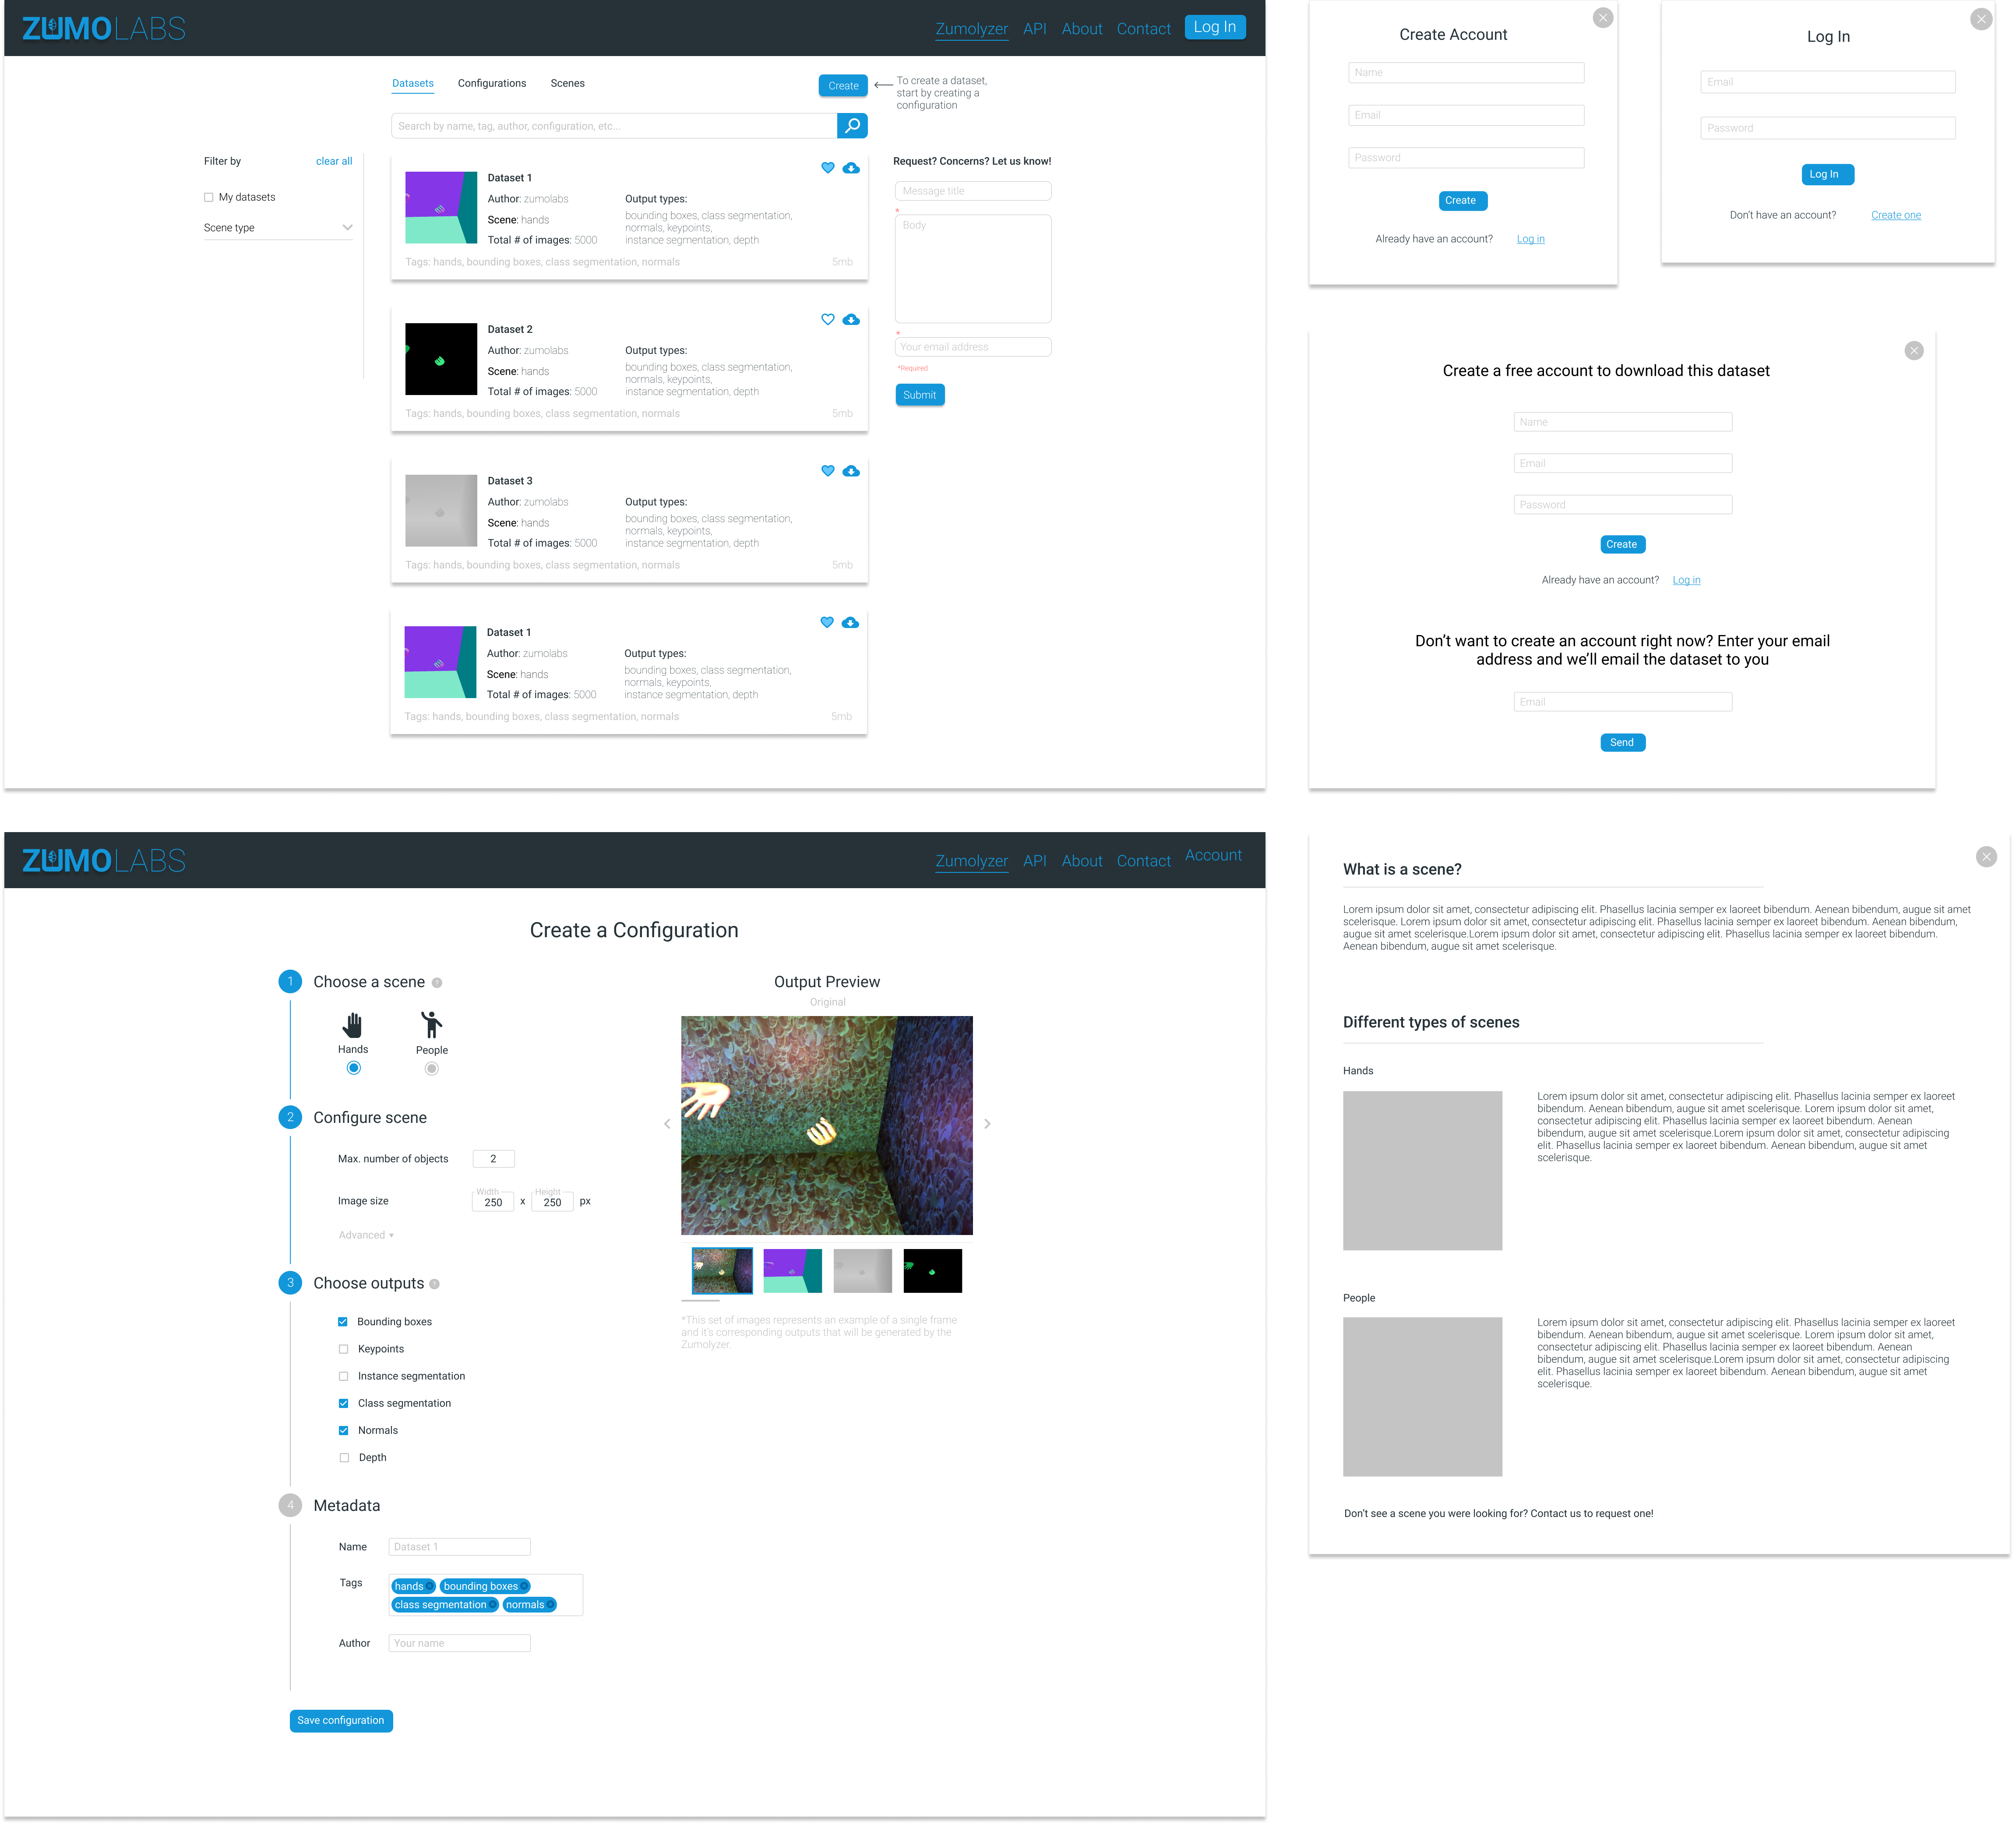 ZUMOLABS
Zumolyzer API About Contact Log In
Datasets Configurations Scenes
Create
To create a dataset,
start by creating a
configuration
Search by name, tag, author, configuration, etc...
Filter by clear all
My datasets
Scene type
Dataset 1
Author: zumolabs
Scene: hands
Total # of images: 5000
Output types:
bounding boxes, class segmentation,
normals, keypoints,
instance segmentation, depth
Tags: hands, bounding boxes, class segmentation, normals 5mb
Dataset 2
Author: zumolabs
Scene: hands
Total # of images: 5000
Output types:
bounding boxes, class segmentation,
normals, keypoints,
instance segmentation, depth
Tags: hands, bounding boxes, class segmentation, normals 5mb
Dataset 3
Author: zumolabs
Scene: hands
Total # of images: 5000
Output types:
bounding boxes, class segmentation,
normals, keypoints,
instance segmentation, depth
Tags: hands, bounding boxes, class segmentation, normals 5mb
Dataset 1
Author: zumolabs
Scene: hands
Total # of images: 5000
Output types:
bounding boxes, class segmentation,
normals, keypoints,
instance segmentation, depth
Tags: hands, bounding boxes, class segmentation, normals 5mb
Request? Concerns? Let us know!
Message title
*
Body
*
Your email address
*Required
Submit
Create Account
Name
Email
Password
Create
Already have an account? Log in
Log In
Email
Password
Log In
Don't have an account? Create one
Create a free account to download this dataset
Name
Email
Password
Create
Already have an account? Log in
Don't want to create an account right now? Enter your email
address and we'll email the dataset to you
Email
Send
ZUMOLABS
Zumolyzer API About Contact Account
Create a Configuration
1 Choose a scene ?
Hands People
2 Configure scene
Max. number of objects 2
Image size Width 250 x Height 250 px
Advanced
3 Choose outputs ?
Bounding boxes
Keypoints
Instance segmentation
Class segmentation
Normals
Depth
4 Metadata
Name Dataset 1
Tags hands bounding boxes
class segmentation normals
Author Your name
Save configuration
Output Preview
Original
*This set of images represents an example of a single frame
and it's corresponding outputs that will be generated by the
Zumolyzer.
What is a scene?
Lorem ipsum dolor sit amet, consectetur adipiscing elit. Phasellus lacinia semper ex laoreet bibendum. Aenean bibendum, augue sit amet
scelerisque. Lorem ipsum dolor sit amet, consectetur adipiscing elit. Phasellus lacinia semper ex laoreet bibendum. Aenean bibendum,
augue sit amet scelerisque.Lorem ipsum dolor sit amet, consectetur adipiscing elit. Phasellus lacinia semper ex laoreet bibendum.
Aenean bibendum, augue sit amet scelerisque.
Different types of scenes
Hands
Lorem ipsum dolor sit amet, consectetur adipiscing elit. Phasellus lacinia semper ex laoreet
bibendum. Aenean bibendum, augue sit amet scelerisque. Lorem ipsum dolor sit amet,
consectetur adipiscing elit. Phasellus lacinia semper ex laoreet bibendum. Aenean
bibendum, augue sit amet scelerisque.Lorem ipsum dolor sit amet, consectetur adipiscing
elit. Phasellus lacinia semper ex laoreet bibendum. Aenean bibendum, augue sit amet
scelerisque.
People
Lorem ipsum dolor sit amet, consectetur adipiscing elit. Phasellus lacinia semper ex laoreet
bibendum. Aenean bibendum, augue sit amet scelerisque. Lorem ipsum dolor sit amet,
consectetur adipiscing elit. Phasellus lacinia semper ex laoreet bibendum. Aenean
bibendum, augue sit amet scelerisque.Lorem ipsum dolor sit amet, consectetur adipiscing
elit. Phasellus lacinia semper ex laoreet bibendum. Aenean bibendum, augue sit amet
scelerisque.
Don't see a scene you were looking for? Contact us to request one!